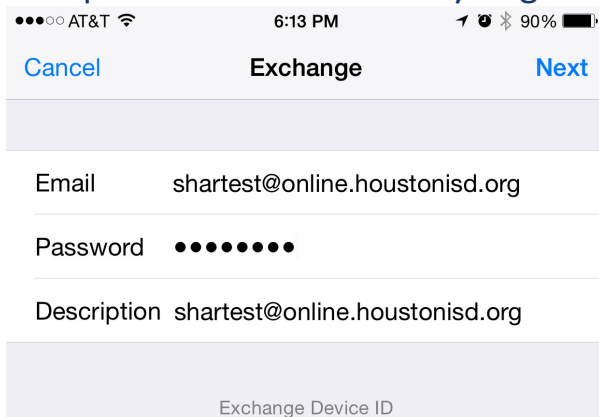 AT&T 6:13 PM 90%
Cancel Exchange Next
Email shartest@online.houstonisd.org
Password ●●●●●●●●
Description shartest@online.houstonisd.org
Exchange Device ID